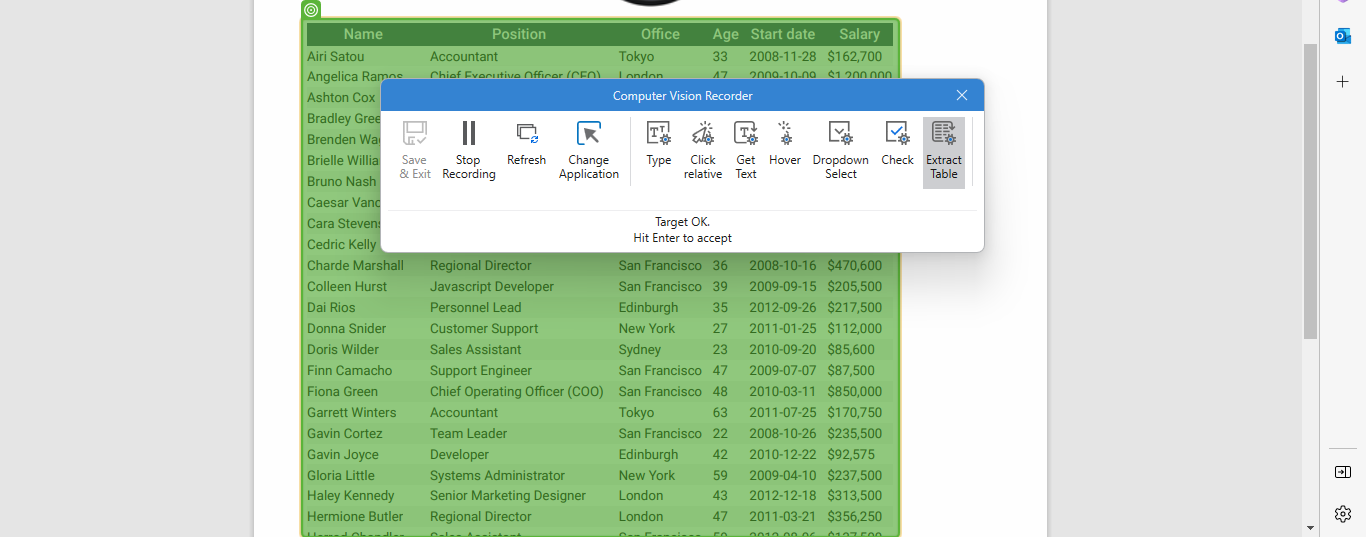 Name Position Office Age Start date Salary
Airi Satou Accountant Tokyo 33 2008-11-28 $162,700
Angelica Ramos Chief Executive Officer (CEO) London 47 2009-10-09 $1,200,000
Computer Vision Recorder
Ashton Cox
Bradley Gree
Brenden Wa
Brielle Willia
Bruno Nash
Caesar Vanc
Cara Stevens
Cedric Kelly
Save & Exit
Stop Recording
Refresh
Change Application
Type
Click relative
Get Text
Hover
Dropdown Select
Check
Extract Table
Target OK.
Hit Enter to accept
Charde Marshall Regional Director San Francisco 36 2008-10-16 $470,600
Colleen Hurst Javascript Developer San Francisco 39 2009-09-15 $205,500
Dai Rios Personnel Lead Edinburgh 35 2012-09-26 $217,500
Donna Snider Customer Support New York 27 2011-01-25 $112,000
Doris Wilder Sales Assistant Sydney 23 2010-09-20 $85,600
Finn Camacho Support Engineer San Francisco 47 2009-07-07 $87,500
Fiona Green Chief Operating Officer (COO) San Francisco 48 2010-03-11 $850,000
Garrett Winters Accountant Tokyo 63 2011-07-25 $170,750
Gavin Cortez Team Leader San Francisco 22 2008-10-26 $235,500
Gavin Joyce Developer Edinburgh 42 2010-12-22 $92,575
Gloria Little Systems Administrator New York 59 2009-04-10 $237,500
Haley Kennedy Senior Marketing Designer London 43 2012-12-18 $313,500
Hermione Butler Regional Director London 47 2011-03-21 $356,250